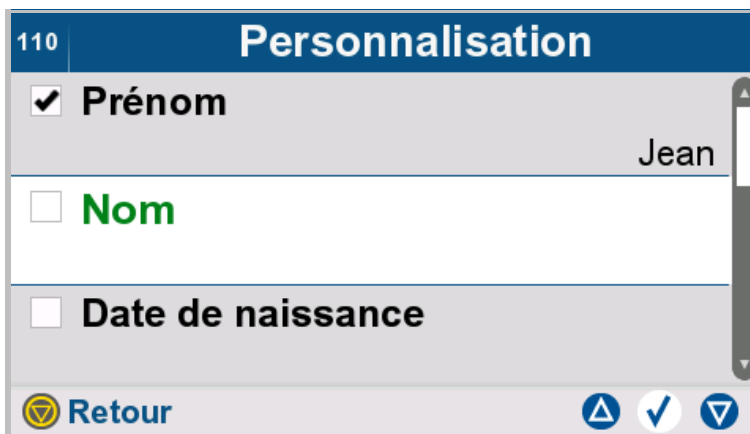 110
Personnalisation
Prénom
Jean
Nom
Date de naissance
Retour